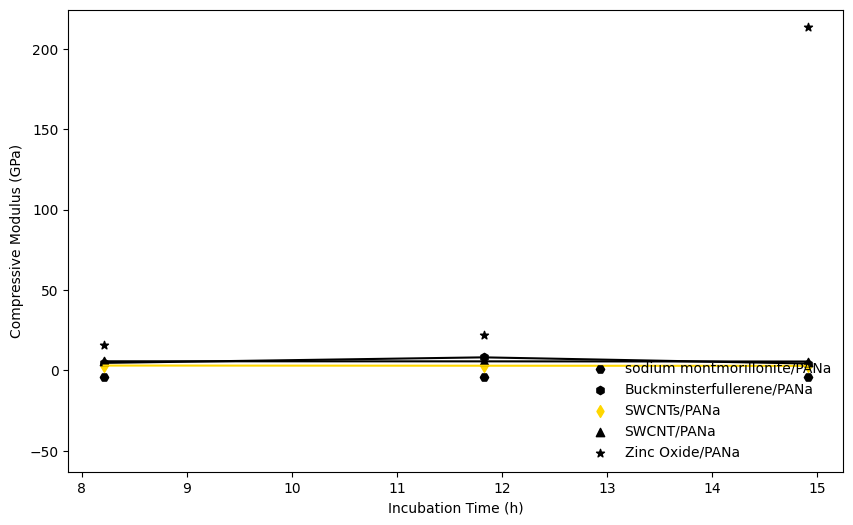 200
150
100
50
0
−50
8
9
10
11
12
13
14
15
Compressive Modulus (GPa)
Incubation Time (h)
sodium montmorillonite/PANa
Buckminsterfullerene/PANa
SWCNTs/PANa
SWCNT/PANa
Zinc Oxide/PANa